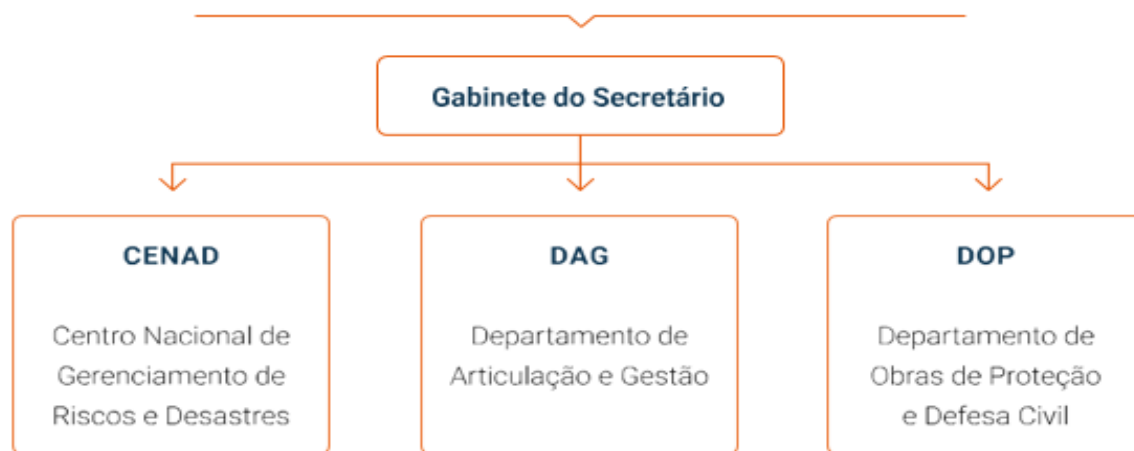 Gabinete do Secretário
CENAD
Centro Nacional de
Gerenciamento de
Riscos e Desastres
DAG
Departamento de
Articulação e Gestão
DOP
Departamento de
Obras de Proteção
e Defesa Civil